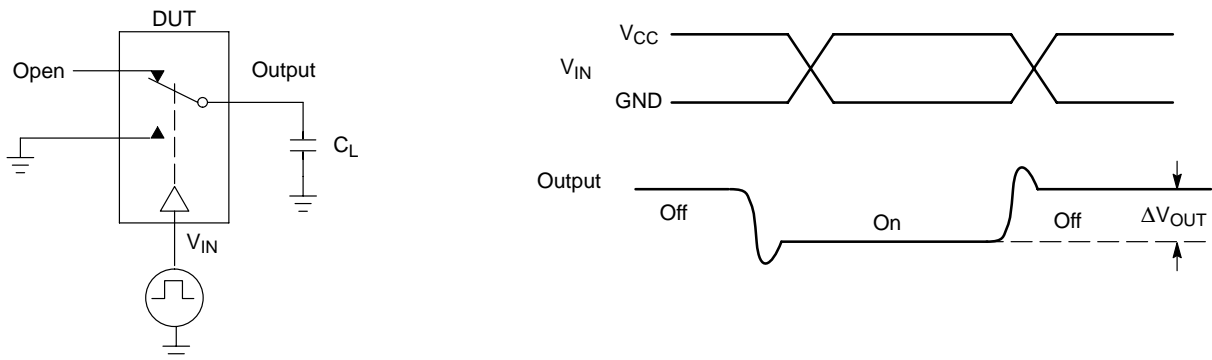 DUT
Open
Output
C_L
V_IN
V_CC
V_IN
GND
Output
Off
On
Off
ΔV_OUT